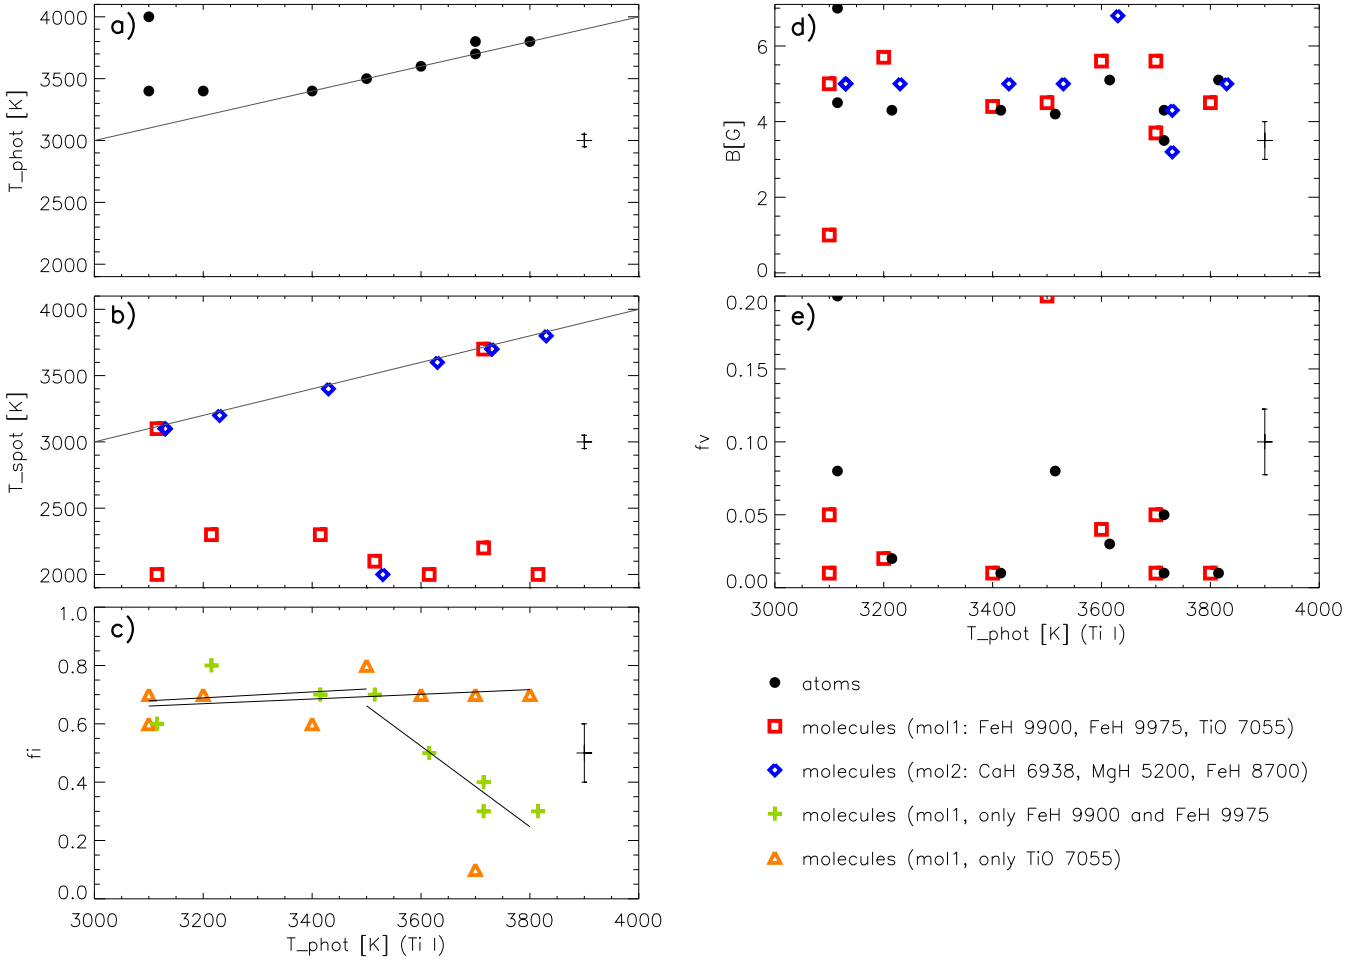 a)
4000
3500
3000
2500
2000
T_phot [K]
b)
4000
3500
3000
2500
2000
T_spot [K]
c)
1.0
0.8
0.6
0.4
0.2
0.0
fi
3000 3200 3400 3600 3800 4000
T_phot [K] (Ti I)
d)
6
4
2
0
B[G]
e)
0.20
0.15
0.10
0.05
0.00
fv
3000 3200 3400 3600 3800 4000
T_phot [K] (Ti I)
atoms
molecules (mol1: FeH 9900, FeH 9975, TiO 7055)
molecules (mol2: CaH 6938, MgH 5200, FeH 8700)
molecules (mol1, only FeH 9900 and FeH 9975
molecules (mol1, only TiO 7055)